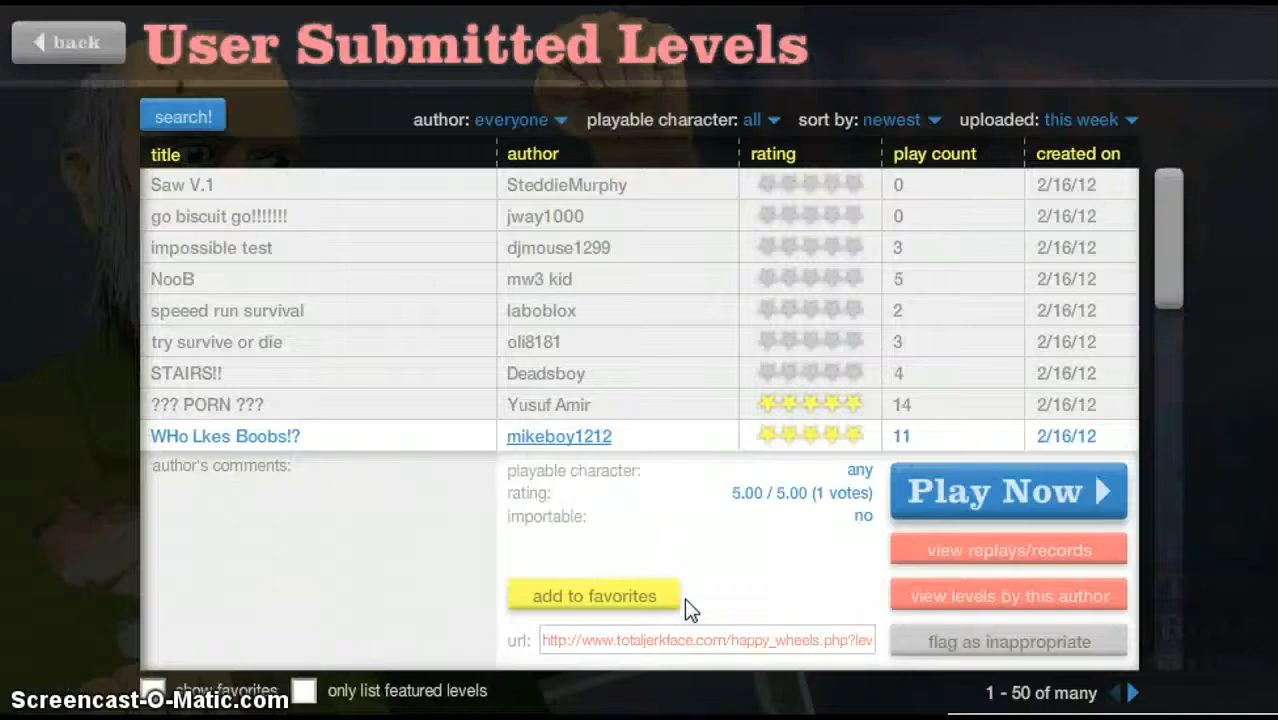 back
User Submitted Levels
search!
author: everyone playable character: all sort by: newest uploaded: this week
title author rating play count created on
Saw V.1 SteddieMurphy 0 2/16/12
go biscuit go!!!!!!! jway1000 0 2/16/12
impossible test djmouse1299 3 2/16/12
NooB mw3 kid 5 2/16/12
speeed run survival laboblox 2 2/16/12
try survive or die oli8181 3 2/16/12
STAIRS!! Deadsboy 4 2/16/12
??? PORN ??? Yusuf Amir 14 2/16/12
WHo Lkes Boobs!? mikeboy1212 11 2/16/12
author's comments:
playable character: any
rating: 5.00 / 5.00 (1 votes)
importable: no
Play Now
view replays/records
add to favorites
view levels by this author
url: http://www.totaljerkface.com/happy_wheels.php?lev
flag as inappropriate
show favorites only list featured levels
1 - 50 of many
Screencast-O-Matic.com